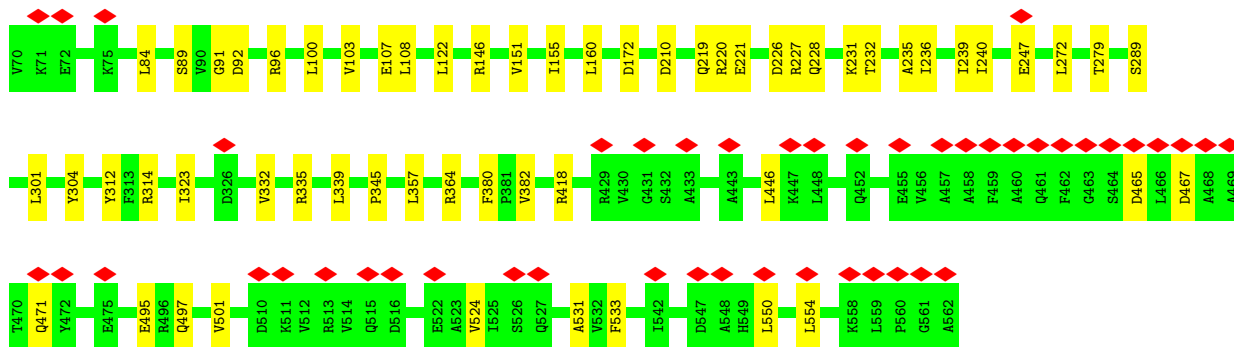 V70 K71 E72 K75 L84 S89 V90 G91 D92 R96 L100 V103 E107 L108 L122 R146 V151 I155 L160 D172 D210 Q219 R220 E221 D226 R227 Q228 K231 T232 A235 I236 I239 I240 E247 L272 T279 S289
L301 Y304 Y312 F313 R314 I323 D326 V332 R335 L339 P345 L357 R364 F380 P381 V382 R418 R429 V430 G431 S432 A433 A443 L446 K447 L448 Q452 E455 V456 A457 A458 F459 A460 Q461 F462 G463 S464 D465 L466 D467 A468 A469
T470 Q471 Y472 E475 E495 R496 Q497 V501 D510 K511 V512 R513 V514 Q515 D516 E522 A523 V524 I525 S526 Q527 A531 V532 F533 I542 D547 A548 H549 L550 L554 K558 L559 P560 G561 A562